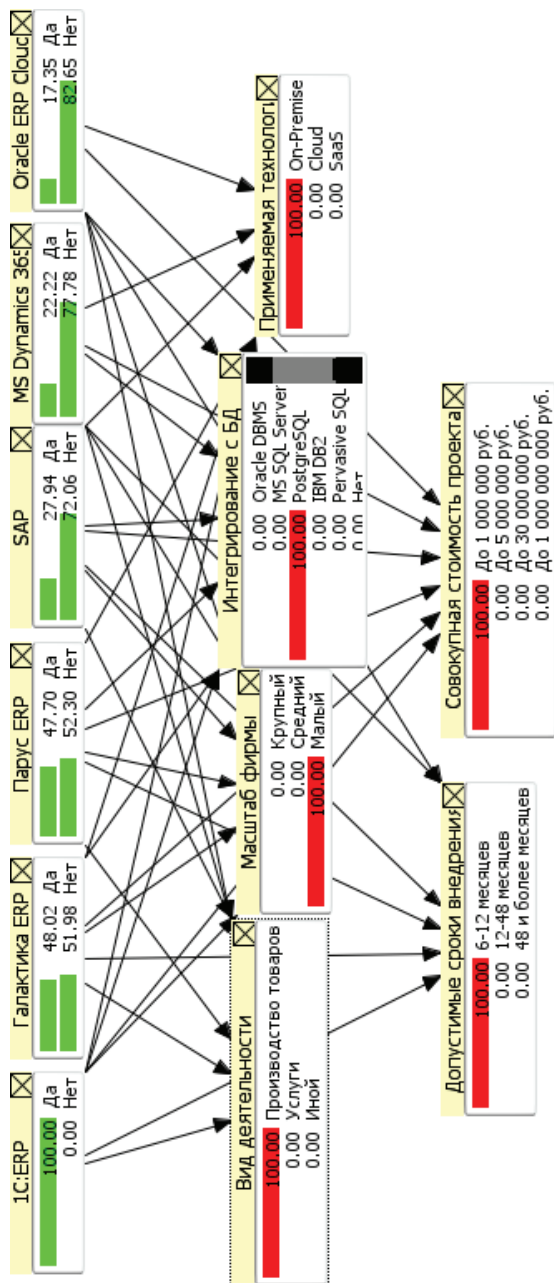 1С:ERP
100.00 Да
0.00 Нет
Галактика ERP
48.02 Да
51.98 Нет
Парус ERP
47.70 Да
52.30 Нет
SAP
27.94 Да
72.06 Нет
MS Dynamics 365
22.22 Да
77.78 Нет
Oracle ERP Cloud
17.35 Да
82.65 Нет
Вид деятельности
100.00 Производство товаров
0.00 Услуги
0.00 Иной
Масштаб фирмы
0.00 Крупный
0.00 Средний
100.00 Малый
Интегрирование с БД
0.00 Oracle DBMS
0.00 MS SQL Server
100.00 PostgreSQL
0.00 IBM DB2
0.00 Pervasive SQL
0.00 Нет
Применяемая технологі
100.00 On-Premise
0.00 Cloud
0.00 SaaS
Допустимые сроки внедрения
100.00 6-12 месяцев
0.00 12-48 месяцев
0.00 48 и более месяцев
Совокупная стоимость проекта
100.00 До 1 000 000 руб.
0.00 До 5 000 000 руб.
0.00 До 30 000 000 руб.
0.00 До 1 000 000 000 руб.